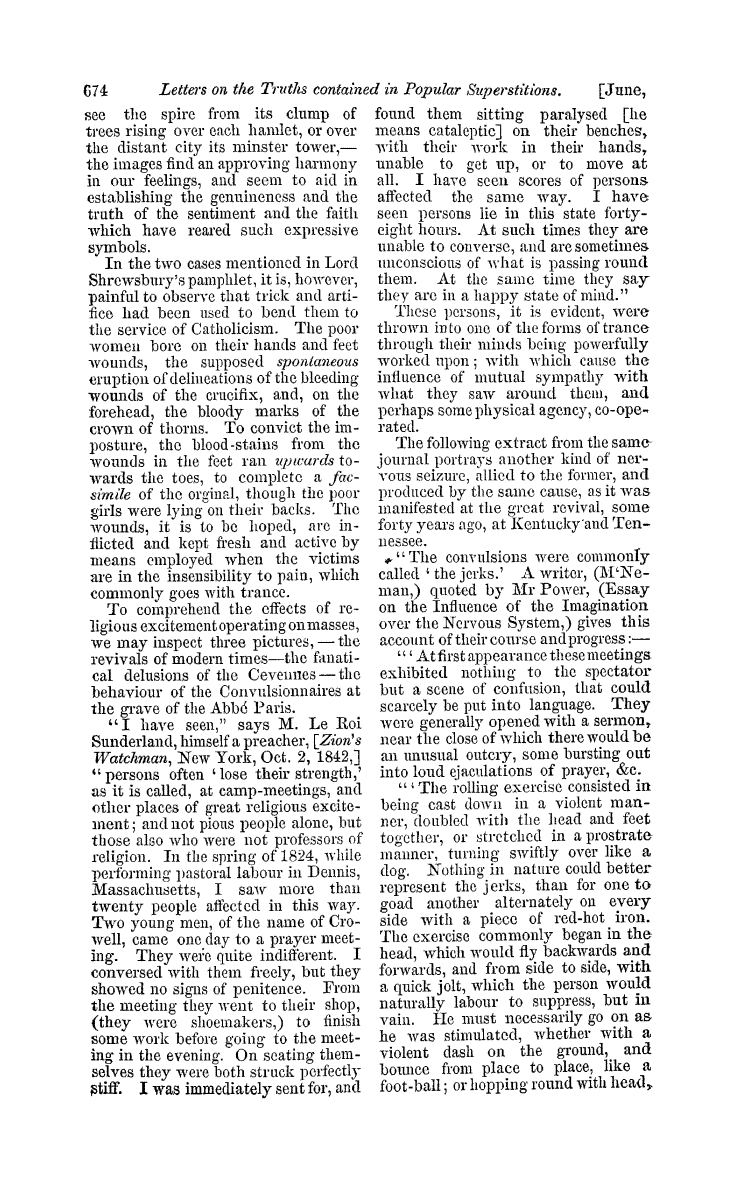 674 Letters on the Truths contained in Popular Superstitions. [June,
see the spire from its clump of
trees rising over each hamlet, or over
the distant city its minster tower,—
the images find an approving harmony
in our feelings, and seem to aid in
establishing the genuineness and the
truth of the sentiment and the faith
which have reared such expressive
symbols.
In the two cases mentioned in Lord
Shrewsbury's pamphlet, it is, however,
painful to observe that trick and arti-
fice had been used to bend them to
the service of Catholicism. The poor
women bore on their hands and feet
wounds, the supposed spontaneous
eruption of delineations of the bleeding
wounds of the crucifix, and, on the
forehead, the bloody marks of the
crown of thorns. To convict the im-
posture, the blood-stains from the
wounds in the feet ran upwards to-
wards the toes, to complete a fac-
simile of the orginal, though the poor
girls were lying on their backs. The
wounds, it is to be hoped, are in-
flicted and kept fresh and active by
means employed when the victims
are in the insensibility to pain, which
commonly goes with trance.
To comprehend the effects of re-
ligious excitement operating on masses,
we may inspect three pictures,—the
revivals of modern times—the fanati-
cal delusions of the Cevennes—the
behaviour of the Convulsionnaires at
the grave of the Abbé Paris.
"I have seen," says M. Le Roi
Sunderland, himself a preacher, [Zion's
Watchman, New York, Oct. 2, 1842,]
"persons often 'lose their strength,'
as it is called, at camp-meetings, and
other places of great religious excite-
ment; and not pious people alone, but
those also who were not professors of
religion. In the spring of 1824, while
performing pastoral labour in Dennis,
Massachusetts, I saw more than
twenty people affected in this way.
Two young men, of the name of Cro-
well, came one day to a prayer meet-
ing. They were quite indifferent. I
conversed with them freely, but they
showed no signs of penitence. From
the meeting they went to their shop,
(they were shoemakers,) to finish
some work before going to the meet-
ing in the evening. On seating them-
selves they were both struck perfectly
stiff. I was immediately sent for, and
found them sitting paralysed [he
means cataleptic] on their benches,
with their work in their hands,
unable to get up, or to move at
all. I have seen scores of persons
affected the same way. I have
seen persons lie in this state forty-
eight hours. At such times they are
unable to converse, and are sometimes
unconscious of what is passing round
them. At the same time they say
they are in a happy state of mind."
These persons, it is evident, were
thrown into one of the forms of trance
through their minds being powerfully
worked upon; with which cause the
influence of mutual sympathy with
what they saw around them, and
perhaps some physical agency, co-ope-
rated.
The following extract from the same
journal portrays another kind of ner-
vous seizure, allied to the former, and
produced by the same cause, as it was
manifested at the great revival, some
forty years ago, at Kentucky and Ten-
nessee.
"The convulsions were commonly
called 'the jerks.' A writer, (M'Ne-
man,) quoted by Mr Power, (Essay
on the Influence of the Imagination
over the Nervous System,) gives this
account of their course and progress:—
"'At first appearance these meetings
exhibited nothing to the spectator
but a scene of confusion, that could
scarcely be put into language. They
were generally opened with a sermon,
near the close of which there would be
an unusual outcry, some bursting out
into loud ejaculations of prayer, &c.
"'The rolling exercise consisted in
being cast down in a violent man-
ner, doubled with the head and feet
together, or stretched in a prostrate
manner, turning swiftly over like a
dog. Nothing in nature could better
represent the jerks, than for one to
goad another alternately on every
side with a piece of red-hot iron.
The exercise commonly began in the
head, which would fly backwards and
forwards, and from side to side, with
a quick jolt, which the person would
naturally labour to suppress, but in
vain. He must necessarily go on as
he was stimulated, whether with a
violent dash on the ground, and
bounce from place to place, like a
foot-ball; or hopping round with head,